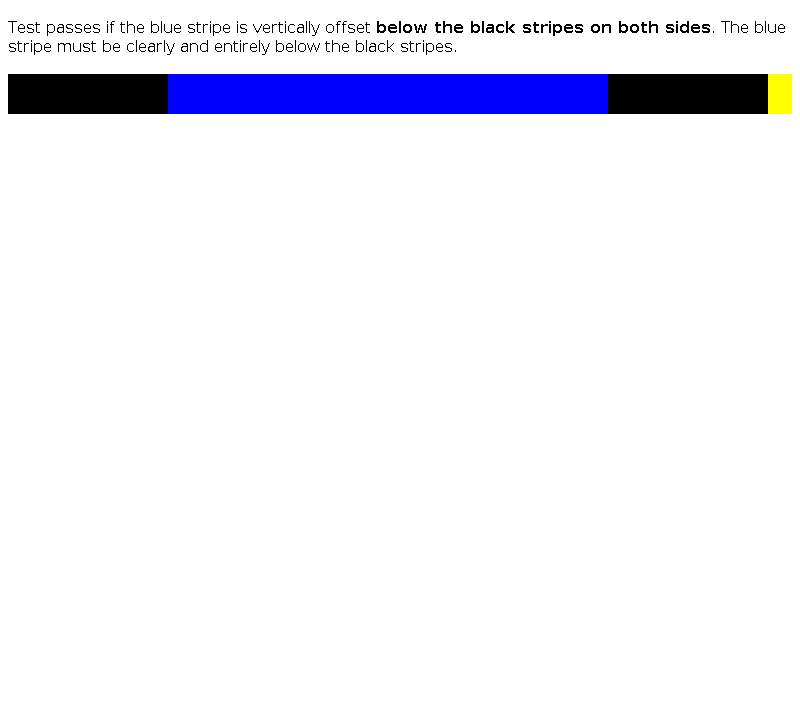 Test passes if the blue stripe is vertically offset below the black stripes on both sides. The blue
stripe must be clearly and entirely below the black stripes.